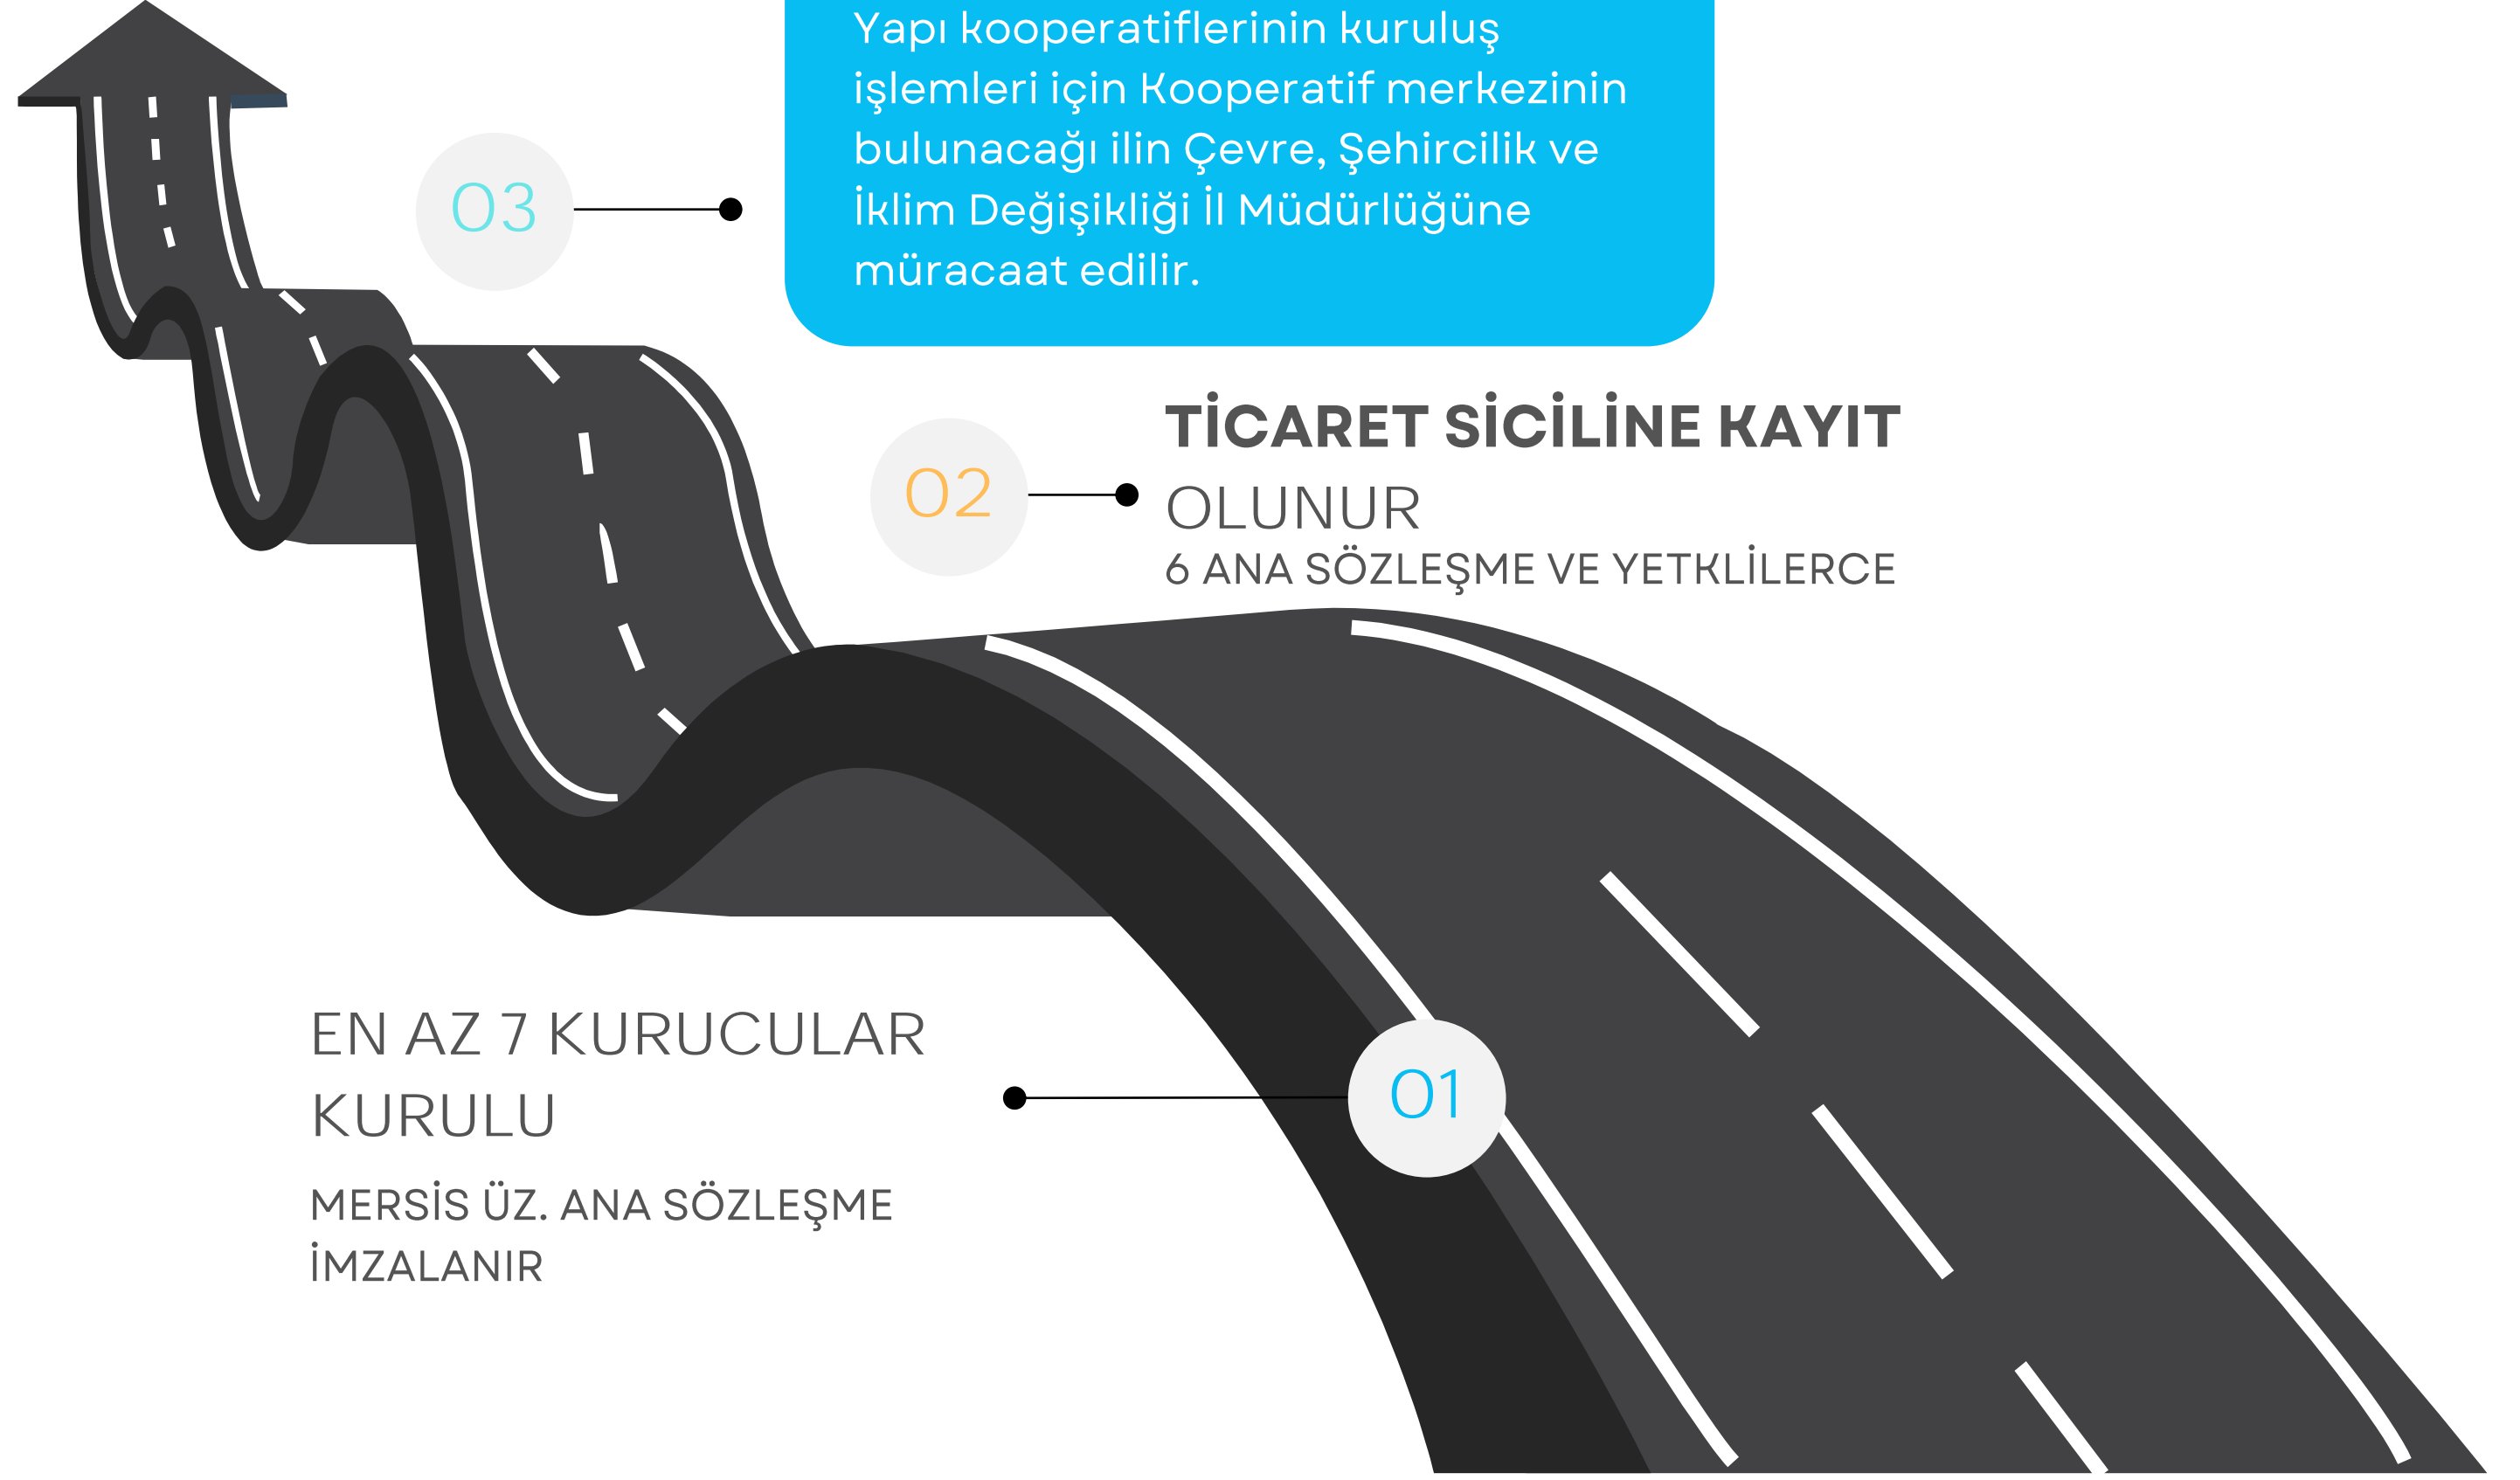 Yapı kooperatiflerinin kuruluş
işlemleri için Kooperatif merkezinin
bulunacağı ilin Çevre, Şehircilik ve
İklim Değişikliği İl Müdürlüğüne
müracaat edilir.
03
TİCARET SİCİLİNE KAYIT
02
OLUNUR
6 ANA SÖZLEŞME VE YETKLİLERCE
EN AZ 7 KURUCULAR
KURULU
01
MERSİS ÜZ. ANA SÖZLEŞME
İMZALANIR